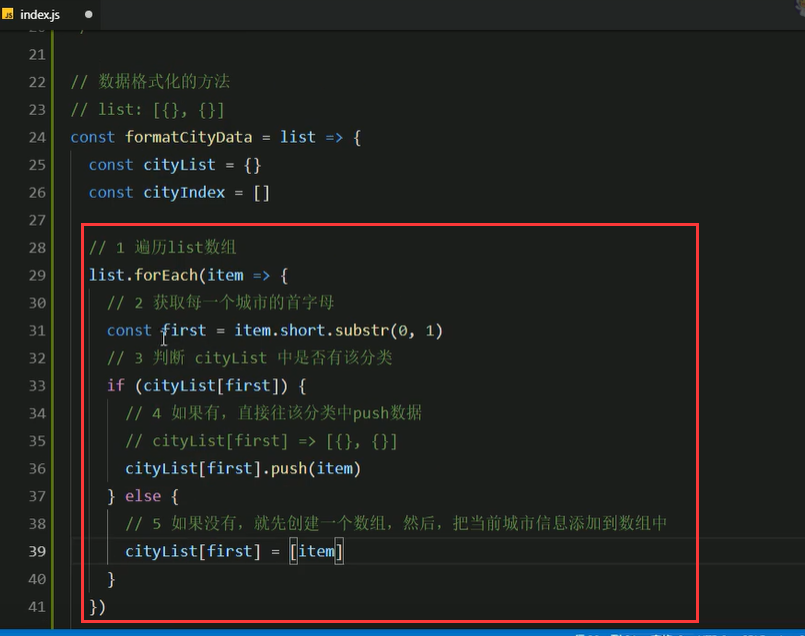 JS index.js
21
22 // 数据格式化的方法
23 // list: [{}, {}]
24 const formatCityData = list => {
25 const cityList = {}
26 const cityIndex = []
27
28 // 1 遍历list数组
29 list.forEach(item => {
30 // 2 获取每一个城市的首字母
31 const first = item.short.substr(0, 1)
32 // 3 判断 cityList 中是否有该分类
33 if (cityList[first]) {
34 // 4 如果有，直接往该分类中push数据
35 // cityList[first] => [{}, {}]
36 cityList[first].push(item)
37 } else {
38 // 5 如果没有，就先创建一个数组，然后，把当前城市信息添加到数组中
39 cityList[first] = [item]
40 }
41 })